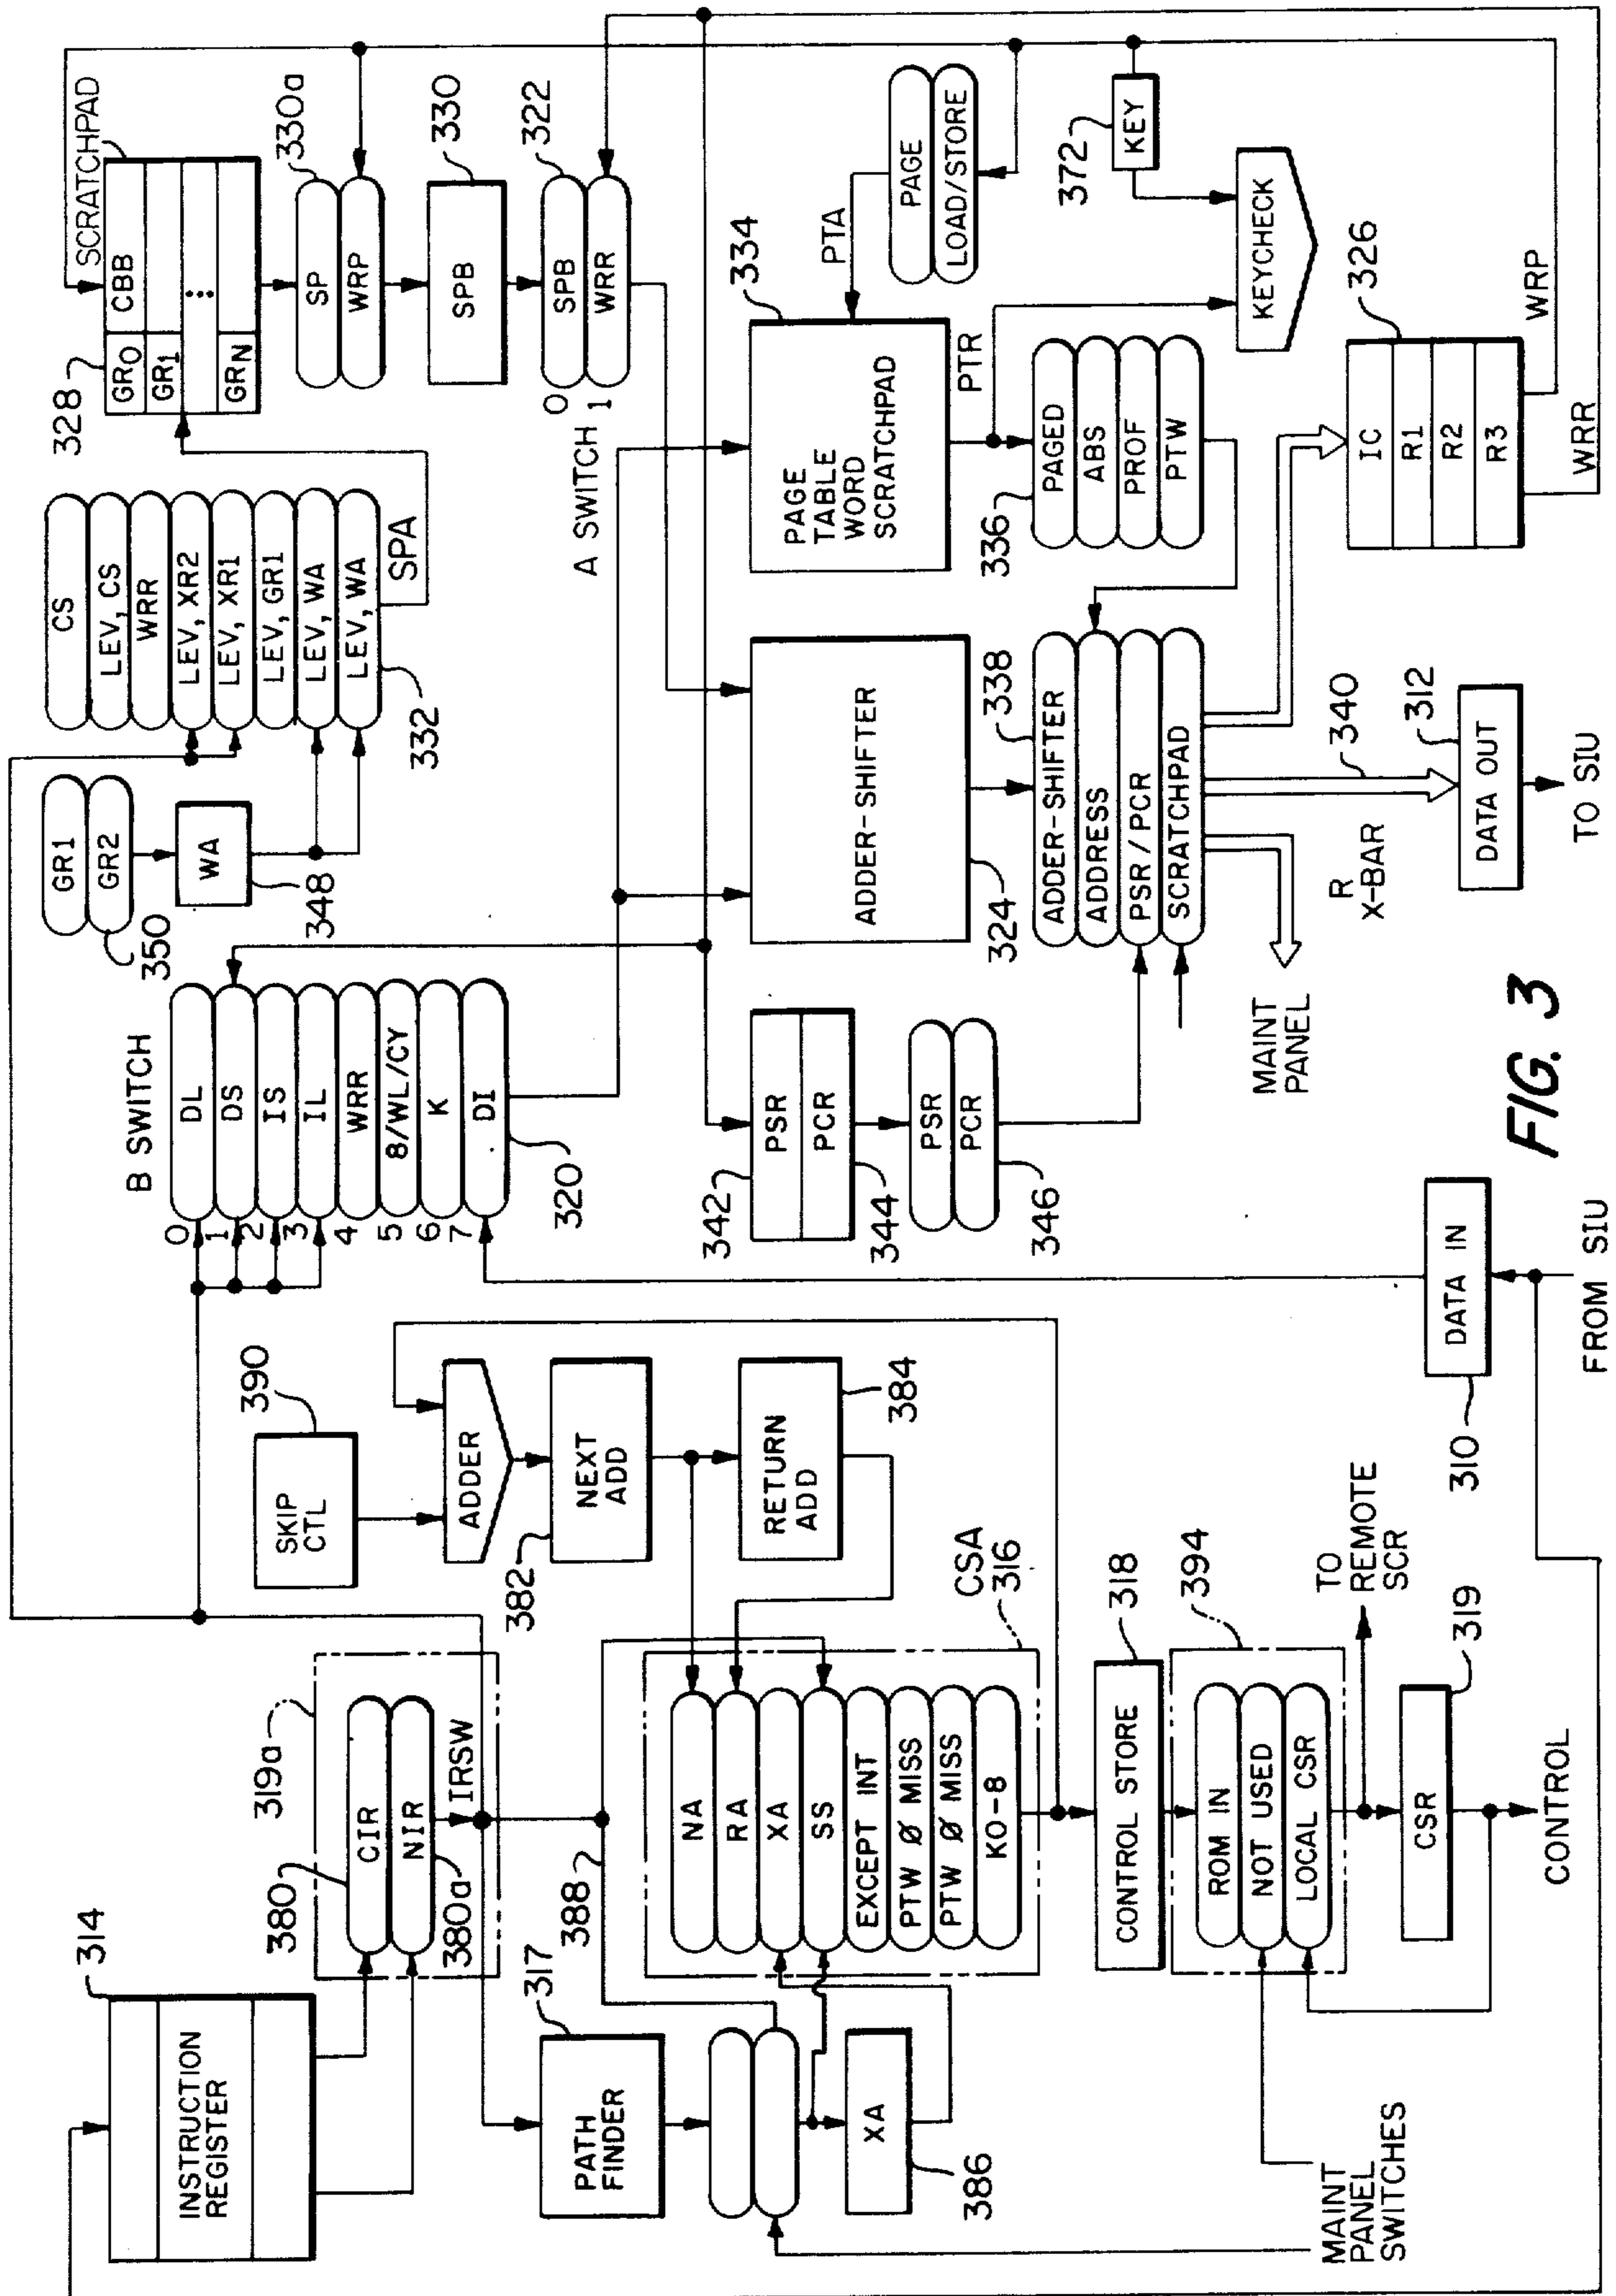 314
INSTRUCTION
REGISTER
380
CIR
NIR
380a
319a
IRSW
317
PATH
FINDER
388
XA
386
MAINT
PANEL
SWITCHES
SKIP
CTL
390
ADDER
NEXT
ADD
382
RETURN
ADD
384
NA
RA
XA
SS
EXCEPT INT
PTW Ø MISS
PTW Ø MISS
KO-8
CSA
316
CONTROL STORE
318
ROM IN
NOT USED
LOCAL CSR
394
TO
REMOTE
SCR
CSR
319
CONTROL
B SWITCH
0
1
2
3
4
5
6
7
DL
DS
IS
IL
WRR
8/WL/CY
K
DI
320
350
GR1
GR2
WA
348
CS
LEV, CS
WRR
LEV, XR2
LEV, XR1
LEV, GR1
LEV, WA
LEV, WA
332
SPA
328
SCRATCHPAD
GR0
CBB
GR1
GRN
SP
WRP
330a
SPB
330
A SWITCH
0
1
SPB
WRR
322
342
PSR
PCR
344
PSR
PCR
346
ADDER-SHIFTER
324
ADDER-SHIFTER
ADDRESS
PSR/PCR
SCRATCHPAD
338
PAGE
TABLE
WORD
SCRATCHPAD
334
PTA
PAGE
LOAD/STORE
PTR
336
PAGED
ABS
PROF
PTW
372
KEY
KEYCHECK
IC
R1
R2
R3
326
WRR
WRP
MAINT
PANEL
R
X-BAR
340
DATA OUT
312
TO SIU
DATA IN
310
FROM SIU
FIG. 3